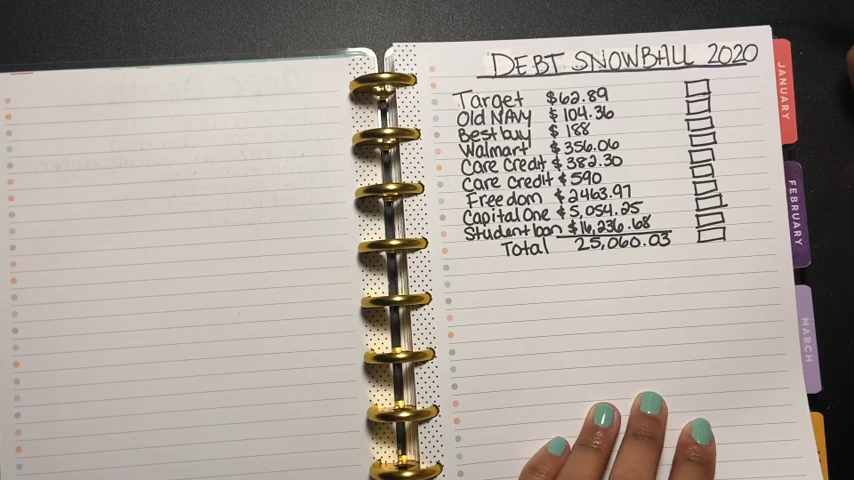 DEBT SNOWBALL 2020
Target $62.89
Old NAVY $104.36
Best buy $188
Walmart $356.06
Care Credit $382.30
Care credit $590
Freedom $2463.97
Capital One $5,054.25
Student loan $16,236.68
Total 25,060.03
JANUARY
FEBRUARY
MARCH